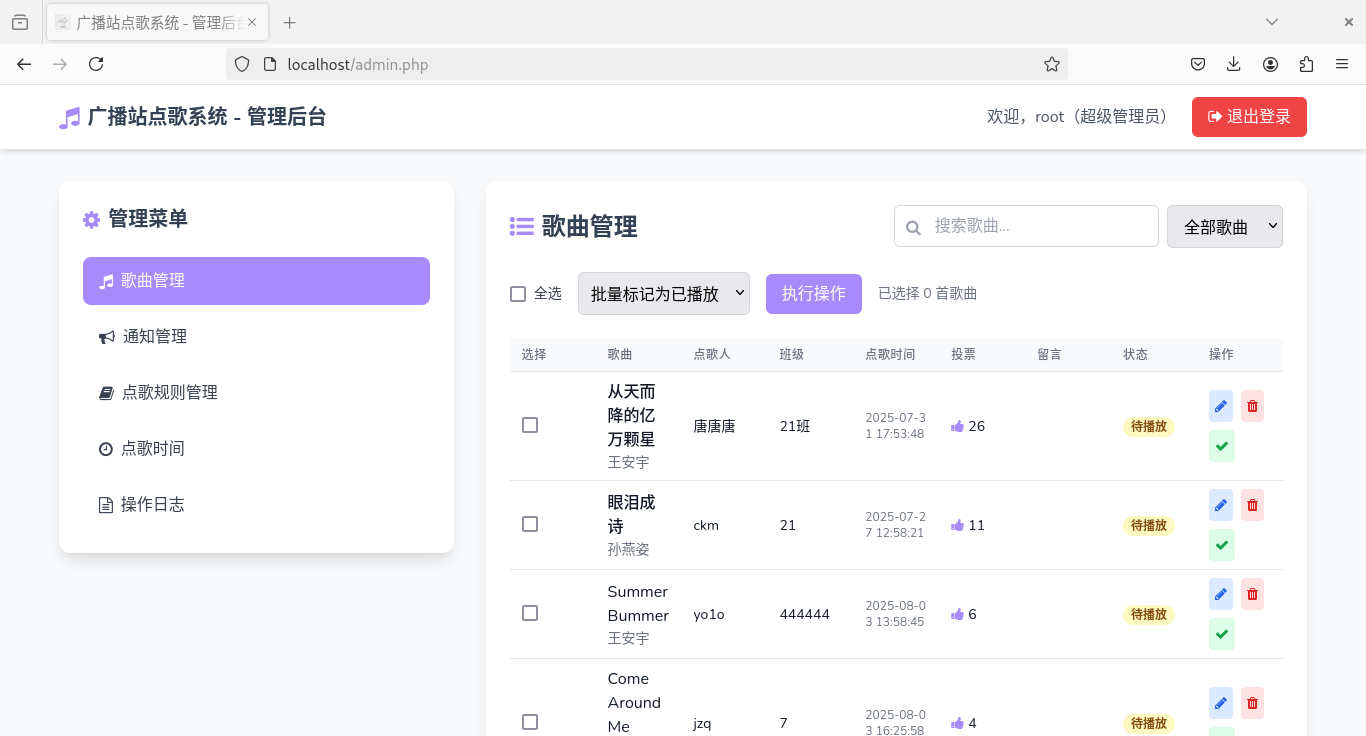 广播站点歌系统 - 管理后台
localhost/admin.php
广播站点歌系统 - 管理后台
欢迎，root（超级管理员）
退出登录
管理菜单
歌曲管理
通知管理
点歌规则管理
点歌时间
操作日志
歌曲管理
搜索歌曲...
全部歌曲
全选
批量标记为已播放
执行操作
已选择 0 首歌曲
选择 歌曲 点歌人 班级 点歌时间 投票 留言 状态 操作
从天而
降的亿
万颗星
王安宇
唐唐唐
21班
2025-07-3
1 17:53:48
26
待播放
眼泪成
诗
孙燕姿
ckm
21
2025-07-2
7 12:58:21
11
待播放
Summer
Bummer
王安宇
yo1o
444444
2025-08-0
3 13:58:45
6
待播放
Come
Around
Me
jzq
7
2025-08-0
3 16:25:58
4
待播放